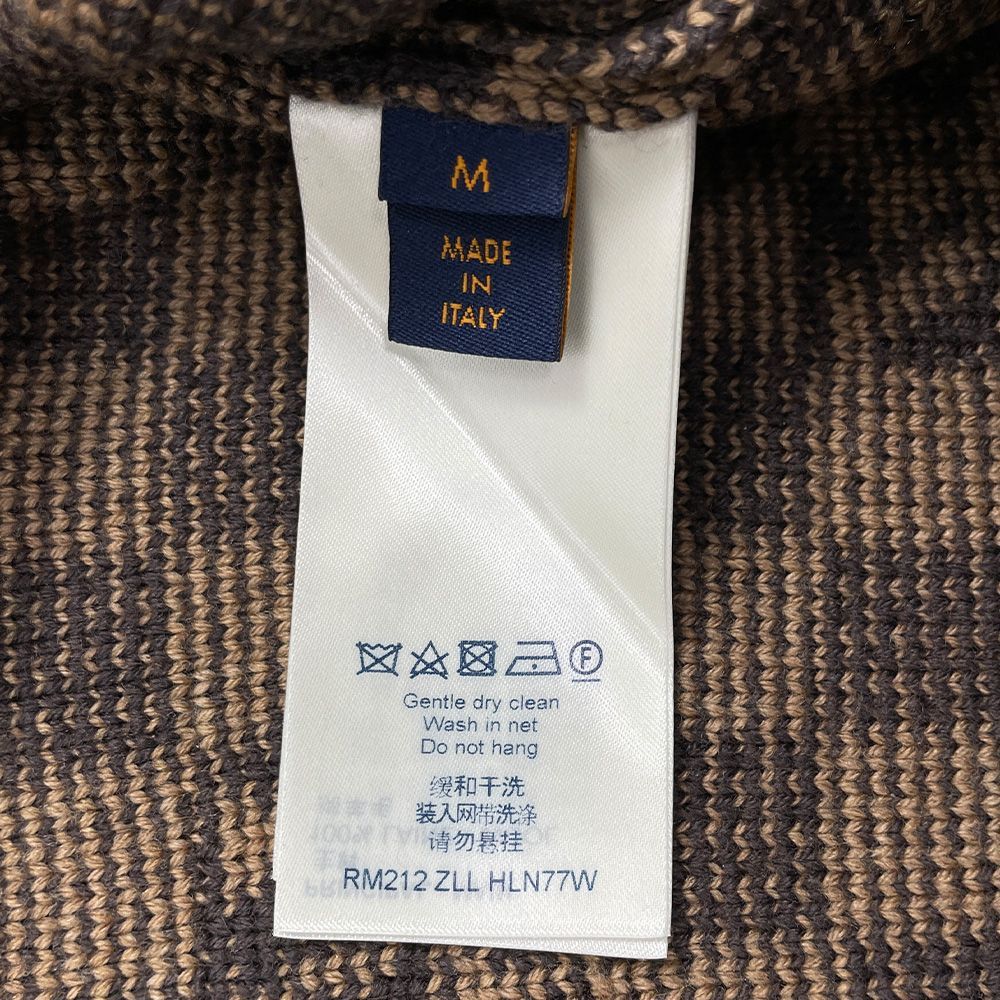 M
MADE
IN
ITALY
F
Gentle dry clean
Wash in net
Do not hang
缓和干洗
装入网带洗涤
请勿悬挂
RM212 ZLL HLN77W